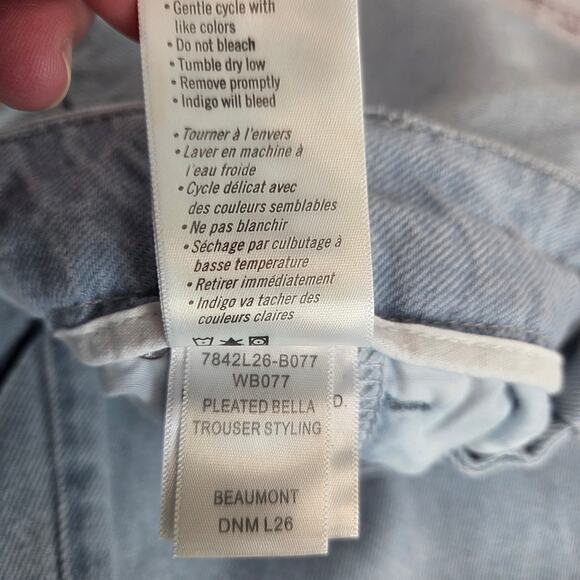 • Gentle cycle with
like colors
• Do not bleach
• Tumble dry low
• Remove promptly
• Indigo will bleed
• Tourner à l'envers
• Laver en machine à
l'eau froide
• Cycle délicat avec
des couleurs semblables
• Ne pas blanchir
• Séchage par culbutage à
basse temperature
• Retirer immédiatement
• Indigo va tacher des
couleurs claires
7842L26-B077
WB077
PLEATED BELLA
TROUSER STYLING
D.
BEAUMONT
DNM L26